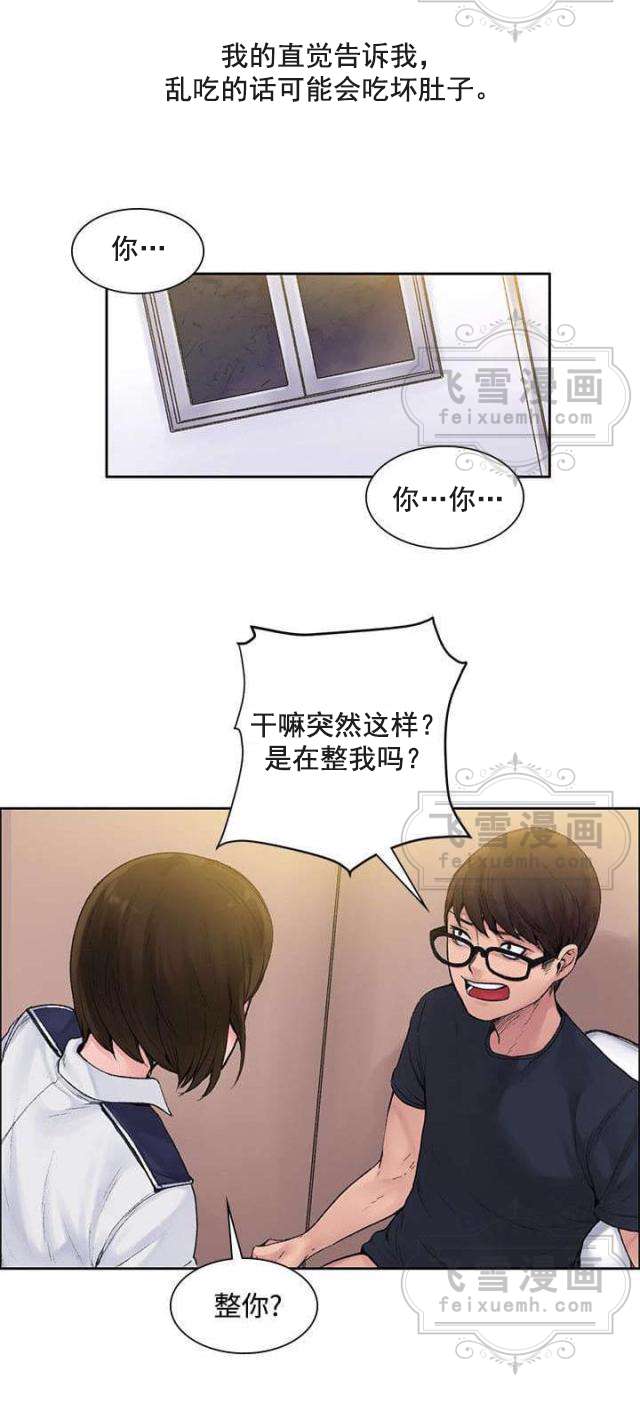 我的直觉告诉我，
乱吃的话可能会吃坏肚子。
你…
飞雪漫画
feixuemh.com
你…你…
干嘛突然这样？
是在整我吗？
飞雪漫画
feixuemh.com
整你？
飞雪漫画
feixuemh.com